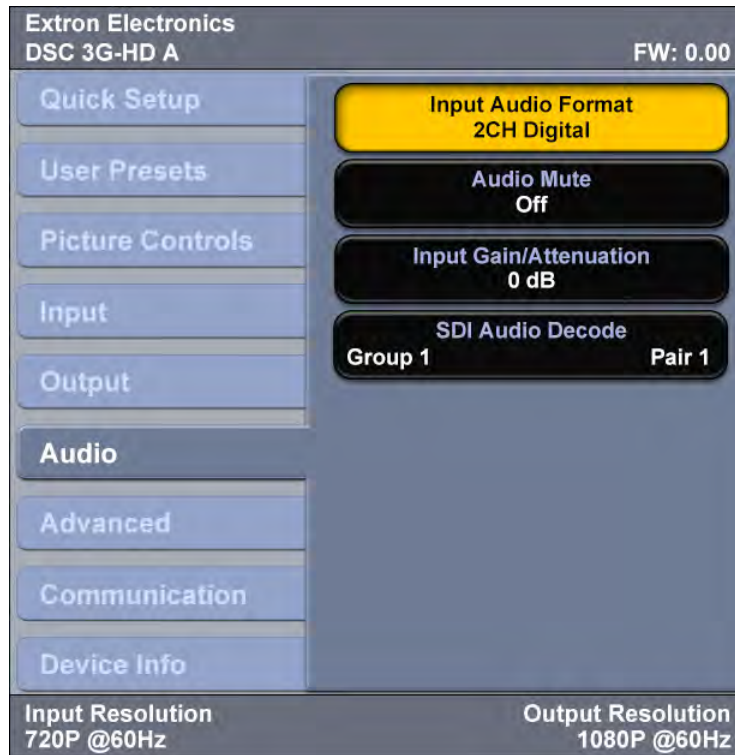 Extron Electronics
DSC 3G-HD A
FW: 0.00
Quick Setup
User Presets
Picture Controls
Input
Output
Audio
Advanced
Communication
Device Info
Input Audio Format
2CH Digital
Audio Mute
Off
Input Gain/Attenuation
0 dB
SDI Audio Decode
Group 1 Pair 1
Input Resolution
720P @60Hz
Output Resolution
1080P @60Hz